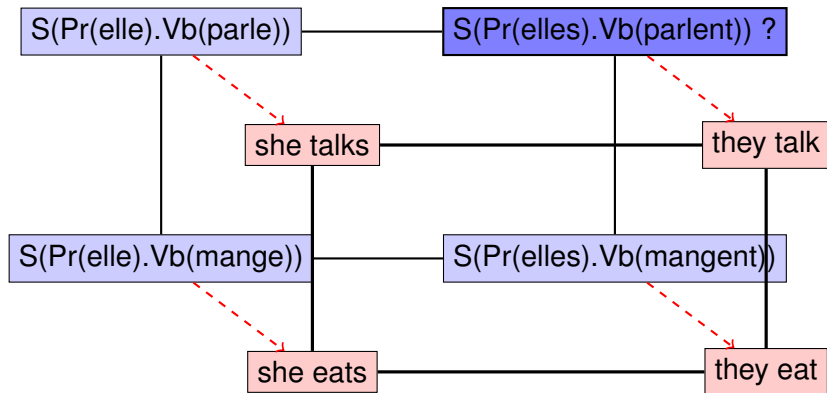 S(Pr(elle).Vb(parle))
S(Pr(elles).Vb(parlent)) ?
she talks
they talk
S(Pr(elle).Vb(mange))
S(Pr(elles).Vb(mangent))
she eats
they eat